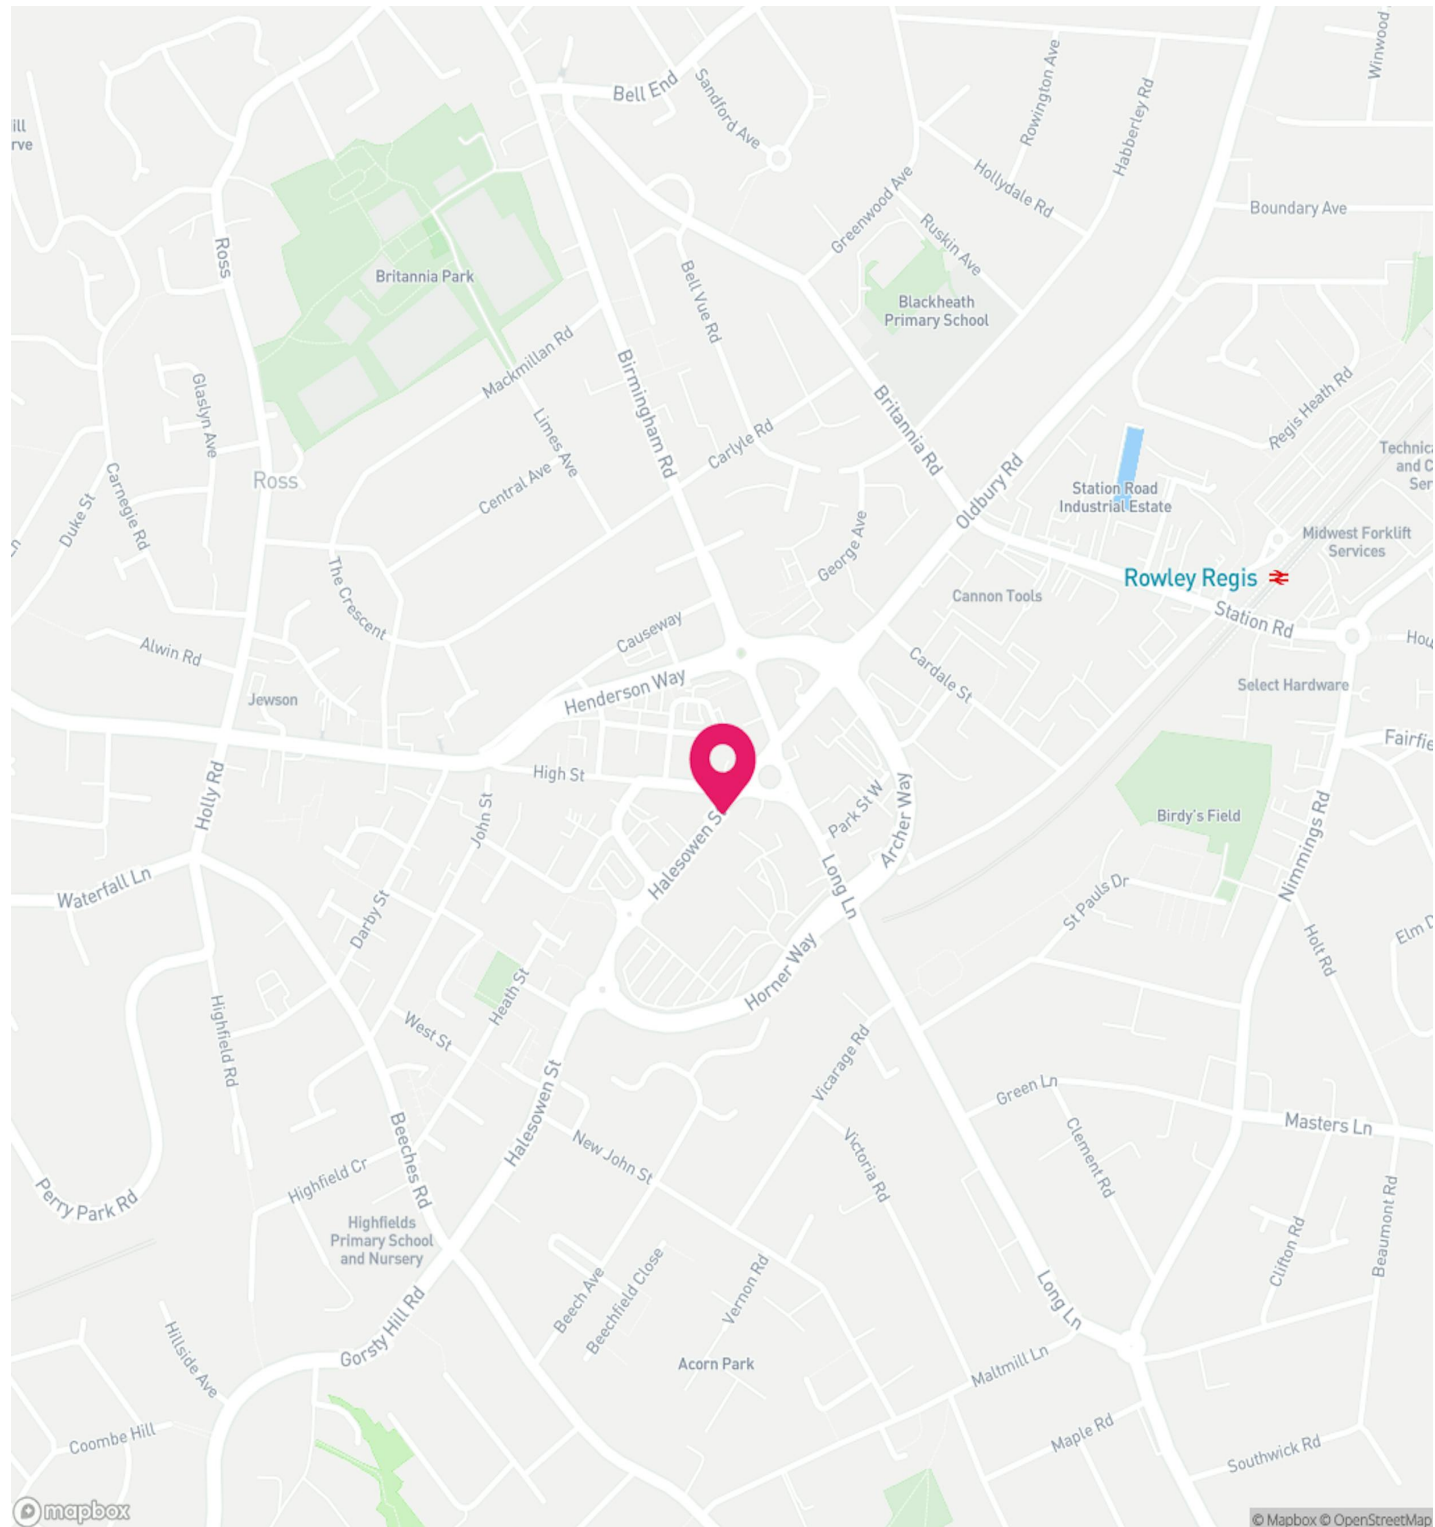 Bell End
Sandford Ave
Rowington Ave
Habberley Rd
Winwood
ill
rve
Hollydale Rd
Greenwood Ave
Ruskin Ave
Boundary Ave
Ross
Britannia Park
Bell Vue Rd
Blackheath
Primary School
Mackmillan Rd
Birmingham Rd
Glaslyn Ave
Limes Ave
Carlyle Rd
Britannia Rd
Regis Heath Rd
Technica
and C
Ser
Ross
Central Ave
Carnegie Rd
Duke St
Oldbury Rd
Station Road
Industrial Estate
Midwest Forklift
Services
George Ave
The Crescent
Rowley Regis
Cannon Tools
Station Rd
Causeway
Alwin Rd
Cardale St
Hou
Jewson
Henderson Way
Select Hardware
Fairfie
High St
Holly Rd
John St
Park St W
Archer Way
Birdy's Field
Nimmings Rd
Halesowen St
Long Ln
Waterfall Ln
Darby St
St Pauls Dr
Holt Rd
Elm D
Heath St
Horner Way
Highfield Rd
West St
Vicarage Rd
Green Ln
Halesowen St
Beeches Rd
New John St
Victoria Rd
Clement Rd
Masters Ln
Perry Park Rd
Highfield Cr
Highfields
Primary School
and Nursery
Beaumont Rd
Clifton Rd
Beech Ave
Beechfield Close
Vernon Rd
Long Ln
Hillside Ave
Gorsty Hill Rd
Acorn Park
Maltmill Ln
Coombe Hill
Maple Rd
Southwick Rd
mapbox
© Mapbox © OpenStreetMap